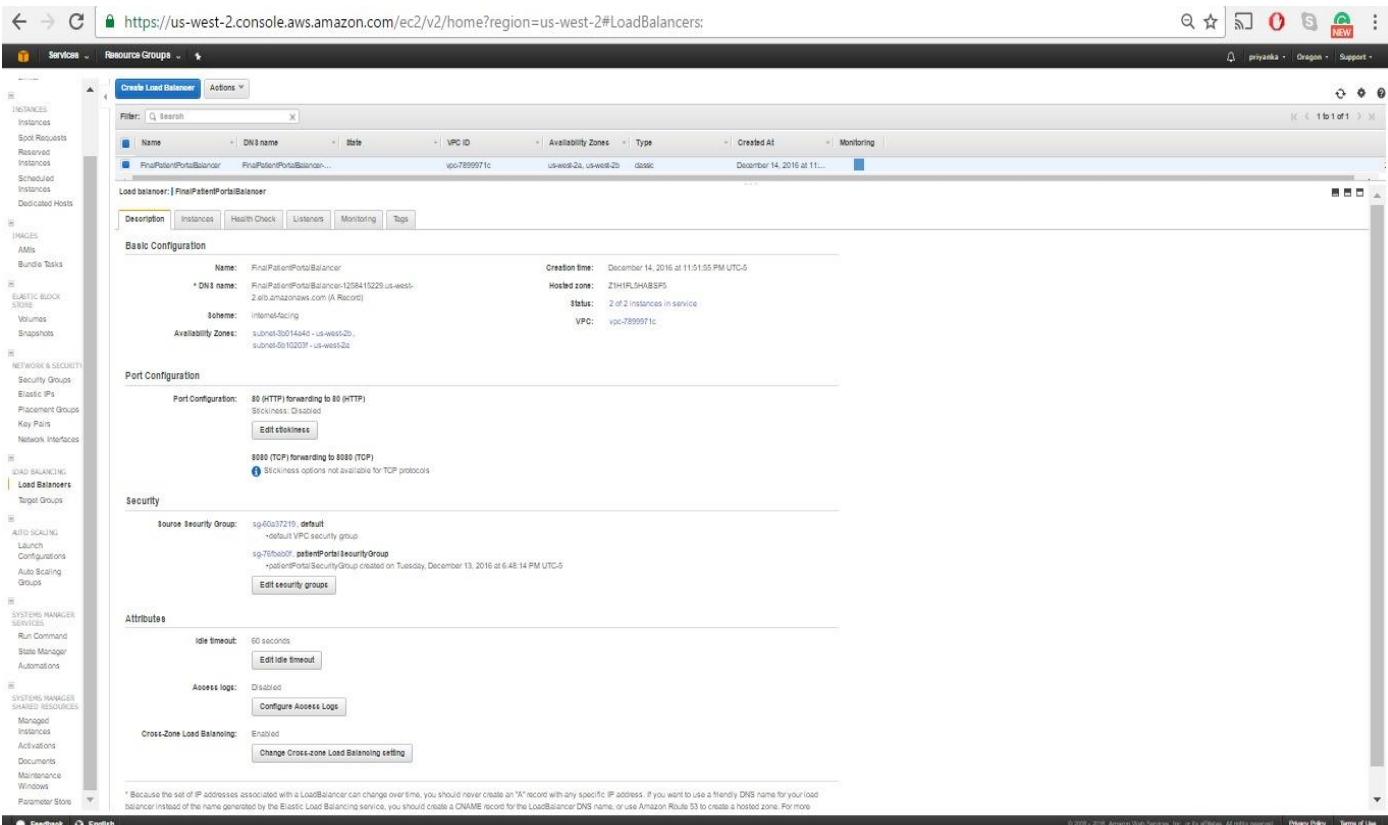 https://us-west-2.console.aws.amazon.com/ec2/v2/home?region=us-west-2#LoadBalancers:
NEW
Services Resource Groups priyanka Oregon Support
Create Load Balancer Actions
Filter: Search X 1 to 1 of 1
Name DNS name State VPC ID Availability Zones Type Created At Monitoring
FinalPatientPortalBalancer FinalPatientPortalBalancer-... vpc-7899971c us-west-2a, us-west-2b classic December 14, 2016 at 11:...
INSTANCES
Instances
Spot Requests
Reserved
Instances
Scheduled
Instances
Dedicated Hosts
IMAGES
AMIs
Bundle Tasks
ELASTIC BLOCK
STORE
Volumes
Snapshots
NETWORK & SECURITY
Security Groups
Elastic IPs
Placement Groups
Key Pairs
Network Interfaces
LOAD BALANCING
Load Balancers
Target Groups
AUTO SCALING
Launch
Configurations
Auto Scaling
Groups
SYSTEMS MANAGER
SERVICES
Run Command
State Manager
Automations
SYSTEMS MANAGER
SHARED RESOURCES
Managed
Instances
Activations
Documents
Maintenance
Windows
Parameter Store
Load balancer: FinalPatientPortalBalancer
Description Instances Health Check Listeners Monitoring Tags
Basic Configuration
Name: FinalPatientPortalBalancer
* DNS name: FinalPatientPortalBalancer-1258415229.us-west-
2.elb.amazonaws.com (A Record)
Scheme: internet-facing
Availability Zones: subnet-3b014a4d - us-west-2b,
subnet-5b10203f - us-west-2a
Creation time: December 14, 2016 at 11:51:55 PM UTC-5
Hosted zone: Z1H1FL5HABSF5
Status: 2 of 2 instances in service
VPC: vpc-7899971c
Port Configuration
Port Configuration: 80 (HTTP) forwarding to 80 (HTTP)
Stickiness: Disabled
Edit stickiness
8080 (TCP) forwarding to 8080 (TCP)
Stickiness options not available for TCP protocols
Security
Source Security Group: sg-60a37219, default
•default VPC security group
sg-76fbab0f, patientPortalSecurityGroup
•patientPortalSecurityGroup created on Tuesday, December 13, 2016 at 6:48:14 PM UTC-5
Edit security groups
Attributes
Idle timeout: 60 seconds
Edit idle timeout
Access logs: Disabled
Configure Access Logs
Cross-Zone Load Balancing: Enabled
Change Cross-zone Load Balancing setting
* Because the set of IP addresses associated with a LoadBalancer can change over time, you should never create an "A" record with any specific IP address. If you want to use a friendly DNS name for your load
balancer instead of the name generated by the Elastic Load Balancing service, you should create a CNAME record for the LoadBalancer DNS name, or use Amazon Route 53 to create a hosted zone. For more
Feedback English © 2008 - 2016, Amazon Web Services, Inc. or its affiliates. All rights reserved. Privacy Policy Terms of Use